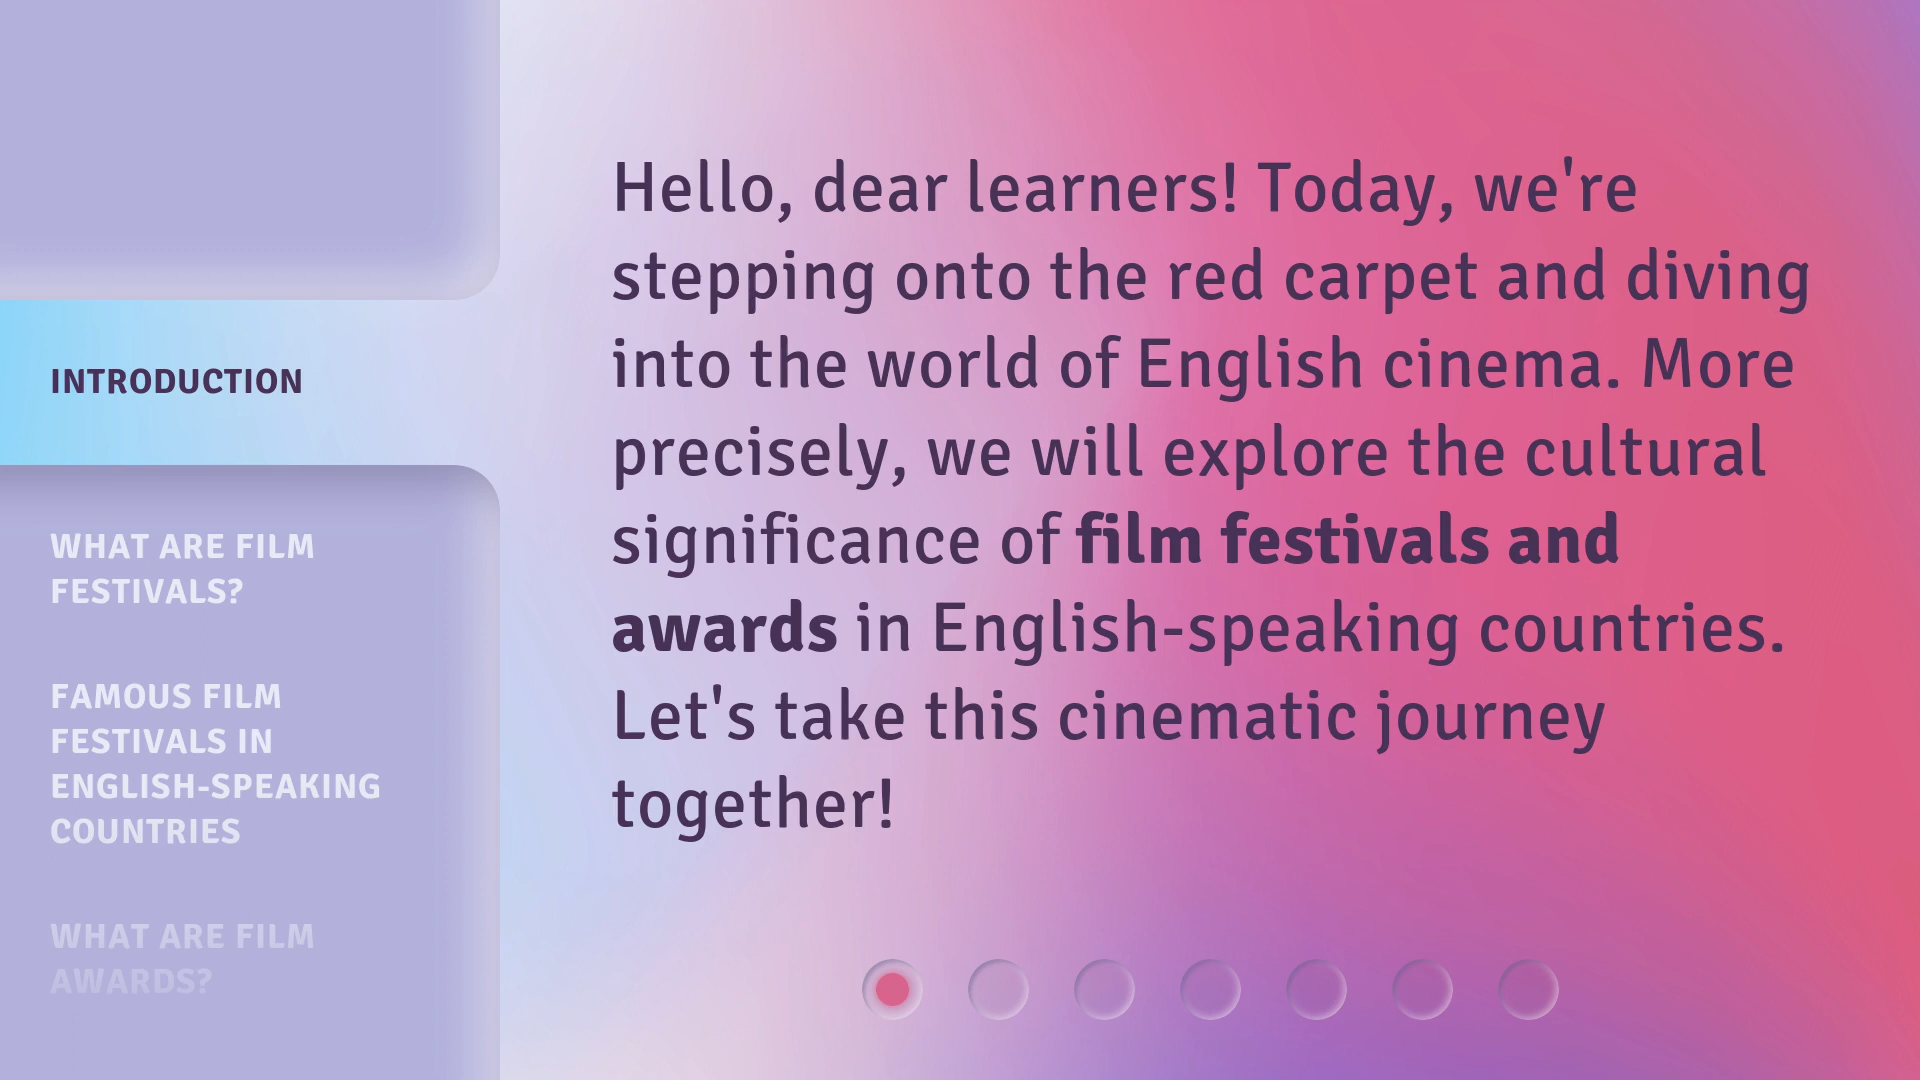 INTRODUCTION
WHAT ARE FILM
FESTIVALS?
FAMOUS FILM
FESTIVALS IN
ENGLISH-SPEAKING
COUNTRIES
WHAT ARE FILM
AWARDS?
Hello, dear learners! Today, we're
stepping onto the red carpet and diving
into the world of English cinema. More
precisely, we will explore the cultural
significance of film festivals and
awards in English-speaking countries.
Let's take this cinematic journey
together!